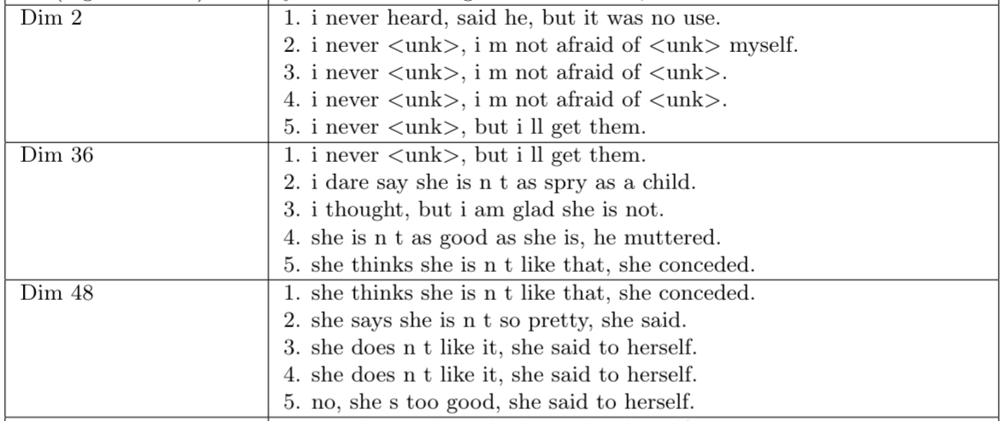 Dim 2
1. i never heard, said he, but it was no use.
2. i never <unk>, i m not afraid of <unk> myself.
3. i never <unk>, i m not afraid of <unk>.
4. i never <unk>, i m not afraid of <unk>.
5. i never <unk>, but i ll get them.
Dim 36
1. i never <unk>, but i ll get them.
2. i dare say she is n t as spry as a child.
3. i thought, but i am glad she is not.
4. she is n t as good as she is, he muttered.
5. she thinks she is n t like that, she conceded.
Dim 48
1. she thinks she is n t like that, she conceded.
2. she says she is n t so pretty, she said.
3. she does n t like it, she said to herself.
4. she does n t like it, she said to herself.
5. no, she s too good, she said to herself.